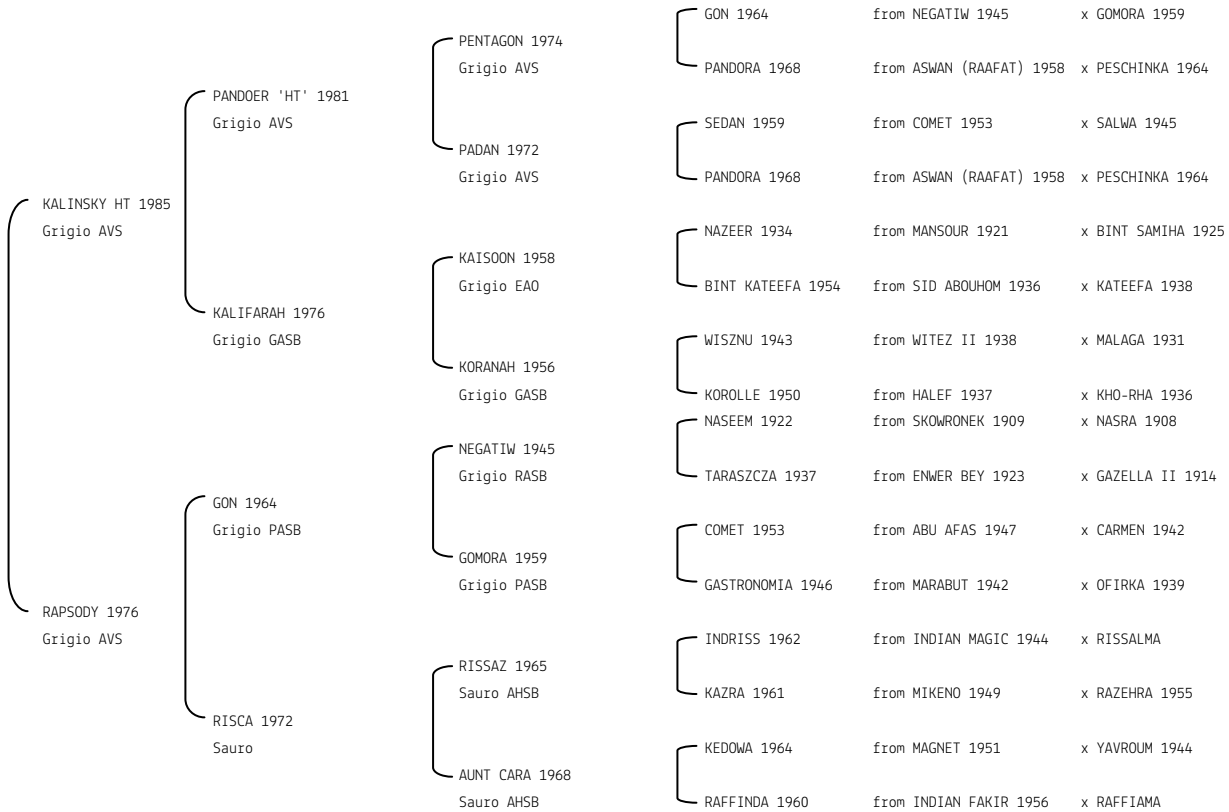 GON 1964 from NEGATIW 1945 x GOMORA 1959
PENTAGON 1974
Grigio AVS
PANDORA 1968 from ASWAN (RAAFAT) 1958 x PESCHINKA 1964
PANDOER 'HT' 1981
Grigio AVS
SEDAN 1959 from COMET 1953 x SALWA 1945
PADAN 1972
Grigio AVS
PANDORA 1968 from ASWAN (RAAFAT) 1958 x PESCHINKA 1964
KALINSKY HT 1985
Grigio AVS
NAZEER 1934 from MANSOUR 1921 x BINT SAMIHA 1925
KAISOON 1958
Grigio EAO
BINT KATEEFA 1954 from SID ABOUHOM 1936 x KATEEFA 1938
KALIFARAH 1976
Grigio GASB
WISZNU 1943 from WITEZ II 1938 x MALAGA 1931
KORANAH 1956
Grigio GASB
KOROLLE 1950 from HALEF 1937 x KHO-RHA 1936
NASEEM 1922 from SKOWRONEK 1909 x NASRA 1908
NEGATIW 1945
Grigio RASB
TARASZCZA 1937 from ENWER BEY 1923 x GAZELLA II 1914
GON 1964
Grigio PASB
COMET 1953 from ABU AFAS 1947 x CARMEN 1942
GOMORA 1959
Grigio PASB
GASTRONOMIA 1946 from MARABUT 1942 x OFIRKA 1939
RAPSODY 1976
Grigio AVS
INDRISS 1962 from INDIAN MAGIC 1944 x RISSALMA
RISSAZ 1965
Sauro AHSB
KAZRA 1961 from MIKENO 1949 x RAZEHRA 1955
RISCA 1972
Sauro
KEDOWA 1964 from MAGNET 1951 x YAVROUM 1944
AUNT CARA 1968
Sauro AHSB
RAFFINDA 1960 from INDIAN FAKIR 1956 x RAFFIAMA